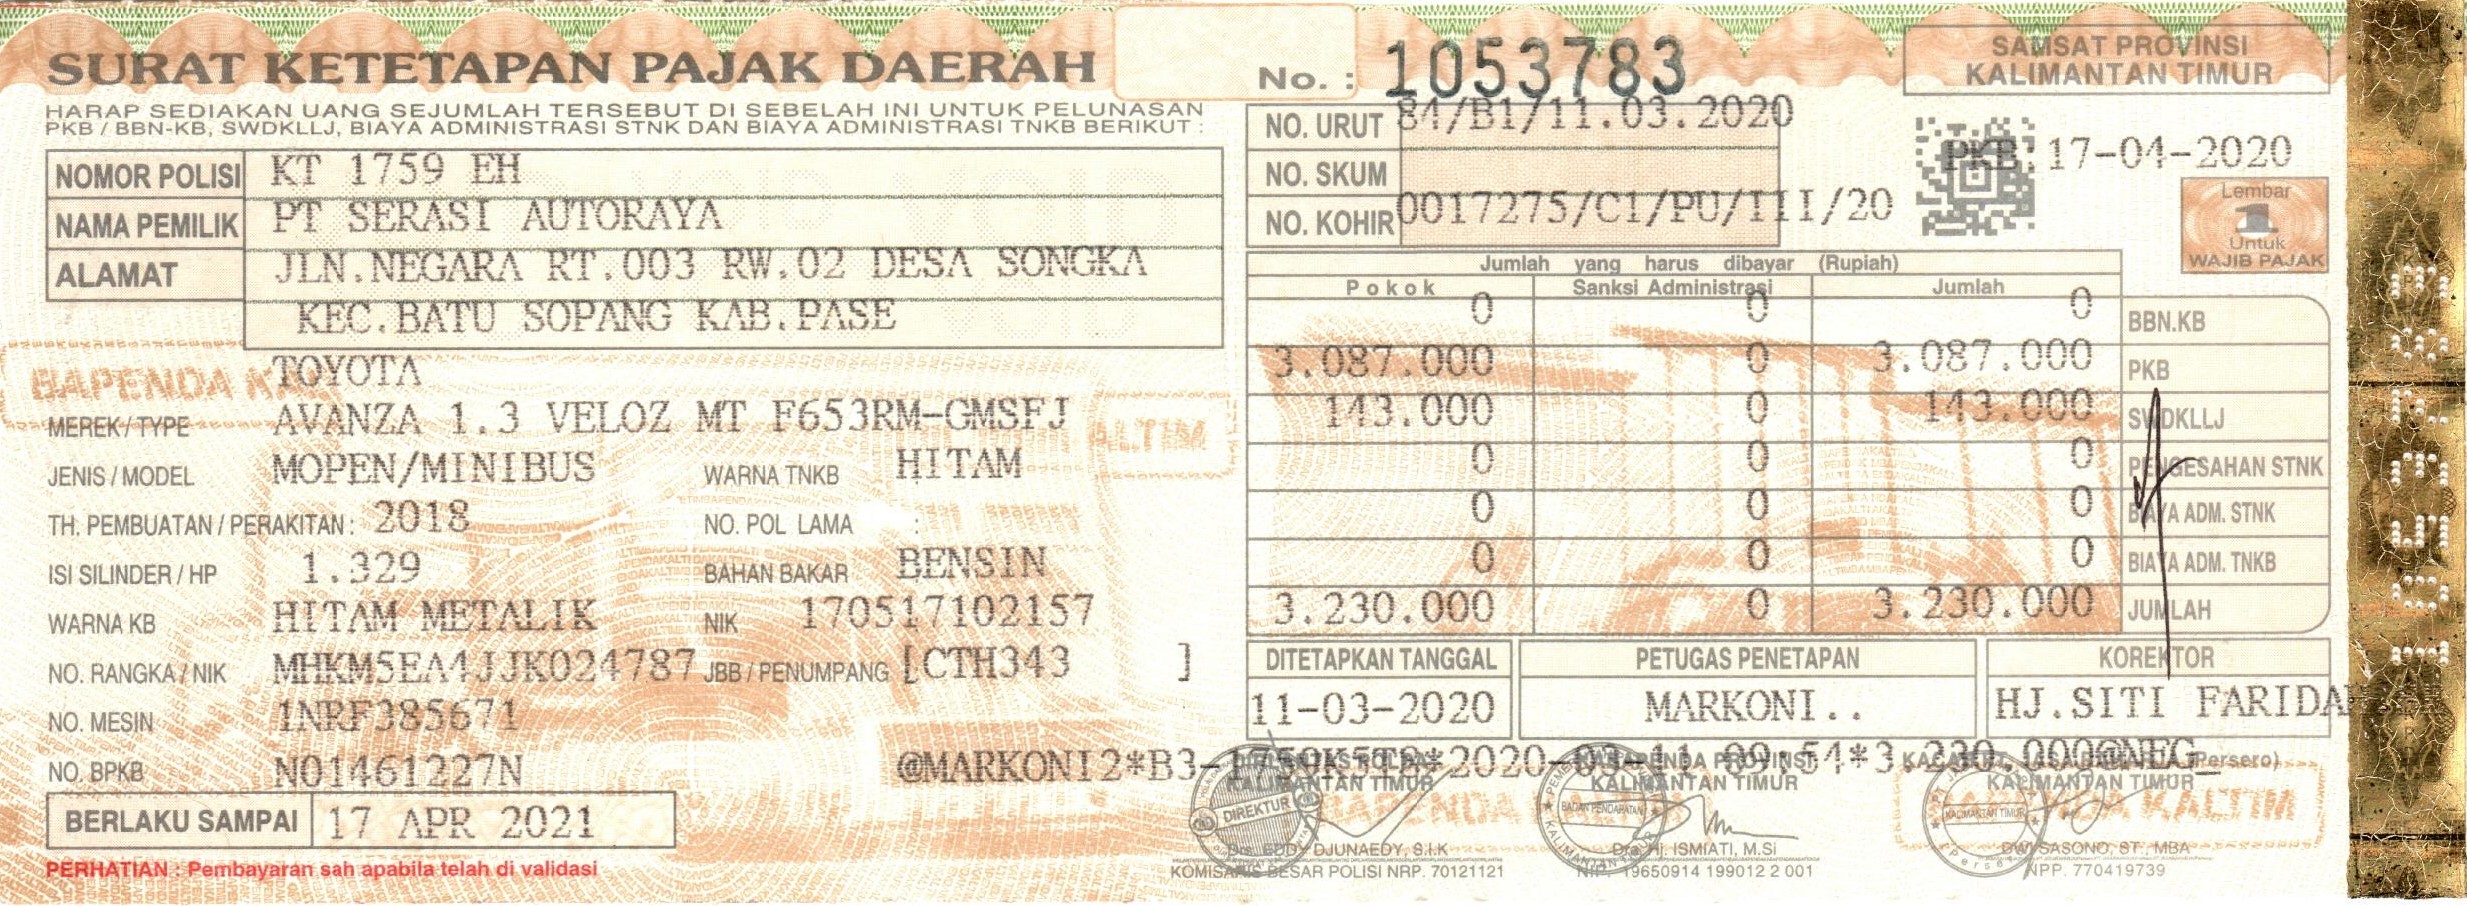 SURAT KETETAPAN PAJAK DAERAH
HARAP SEDIAKAN UANG SEJUMLAH TERSEBUT DI SEBELAH INI UNTUK PELUNASAN
PKB / BBN-KB, SWDKLLJ, BIAYA ADMINISTRASI STNK DAN BIAYA ADMINISTRASI TNKB BERIKUT :
NOMOR POLISI KT 1759 EH
NAMA PEMILIK PT SERASI AUTORAYA
ALAMAT JLN.NEGARA RT.003 RW.02 DESA SONGKA
KEC.BATU SOPANG KAB.PASE
TOYOTA
MEREK / TYPE AVANZA 1.3 VELOZ MT F653RM-GMSFJ
JENIS / MODEL MOPEN/MINIBUS WARNA TNKB : HITAM
TH. PEMBUATAN / PERAKITAN : 2018 NO. POL LAMA :
ISI SILINDER / HP 1.329 BAHAN BAKAR BENSIN
WARNA KB HITAM METALIK NIK 170517102157
NO. RANGKA / NIK MHKM5EA4JJK024787 JBB / PENUMPANG [CTH343 ]
NO. MESIN 1NRF385671
NO. BPKB N01461227N
BERLAKU SAMPAI 17 APR 2021
PERHATIAN : Pembayaran sah apabila telah di validasi
No. : 1053783
SAMSAT PROVINSI
KALIMANTAN TIMUR
NO. URUT 84/B1/11.03.2020
NO. SKUM
NO. KOHIR 0017275/C1/PU/III/20
PKB: 17-04-2020
Lembar
1
Untuk
WAJIB PAJAK
Jumlah yang harus dibayar (Rupiah)
Pokok Sanksi Administrasi Jumlah
0 0 0 BBN.KB
3.087.000 0 3.087.000 PKB
143.000 0 143.000 SWDKLLJ
0 0 0 PENGESAHAN STNK
0 0 0 BIAYA ADM. STNK
0 0 0 BIAYA ADM. TNKB
3.230.000 0 3.230.000 JUMLAH
DITETAPKAN TANGGAL PETUGAS PENETAPAN KOREKTOR
11-03-2020 MARKONI.. HJ.SITI FARIDAH
@MARKONI2*B3-1759K5T8*2020-03-11 09:54*3.230.000@NEG_
KALIMANTAN TIMUR KALIMANTAN TIMUR KALIMANTAN TIMUR
DIREKTUR
Drs. EDDY DJUNAEDY, S.I.K
KOMISARIS BESAR POLISI NRP. 70121121
BADAN PENDAPATAN
Dra. Hj. ISMIATI, M.Si
NIP. 19650914 199012 2 001
DWI SASONO, ST., MBA
NPP. 770419739
BAPENDA KALTIM